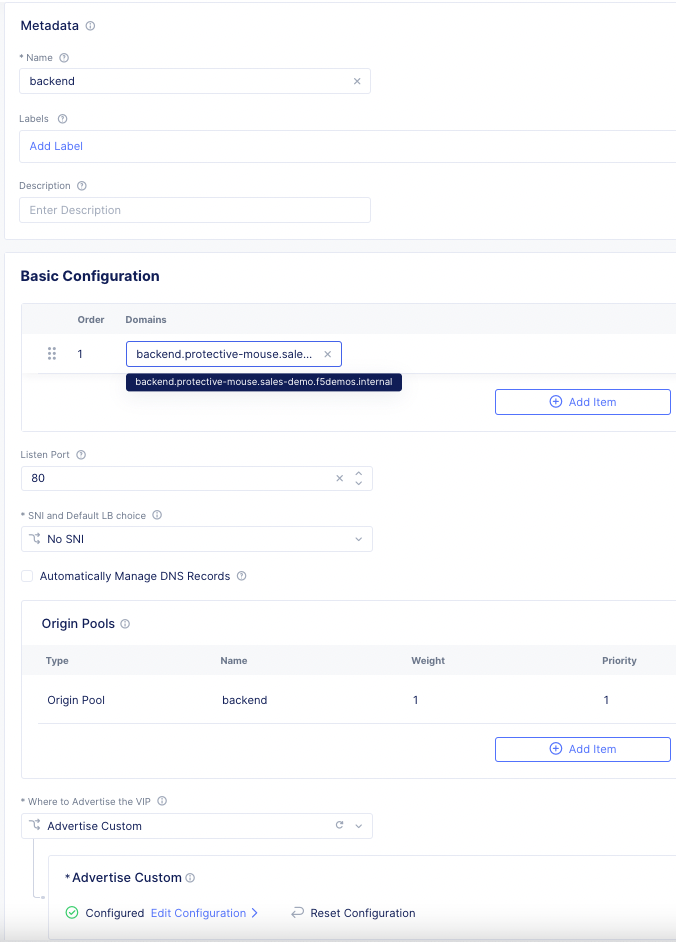 Metadata
* Name
backend
Labels
Add Label
Description
Enter Description
Basic Configuration
Order Domains
1 backend.protective-mouse.sale...
backend.protective-mouse.sales-demo.f5demos.internal
Add Item
Listen Port
80
* SNI and Default LB choice
No SNI
Automatically Manage DNS Records
Origin Pools
Type Name Weight Priority
Origin Pool backend 1 1
Add Item
* Where to Advertise the VIP
Advertise Custom
* Advertise Custom
Configured Edit Configuration Reset Configuration